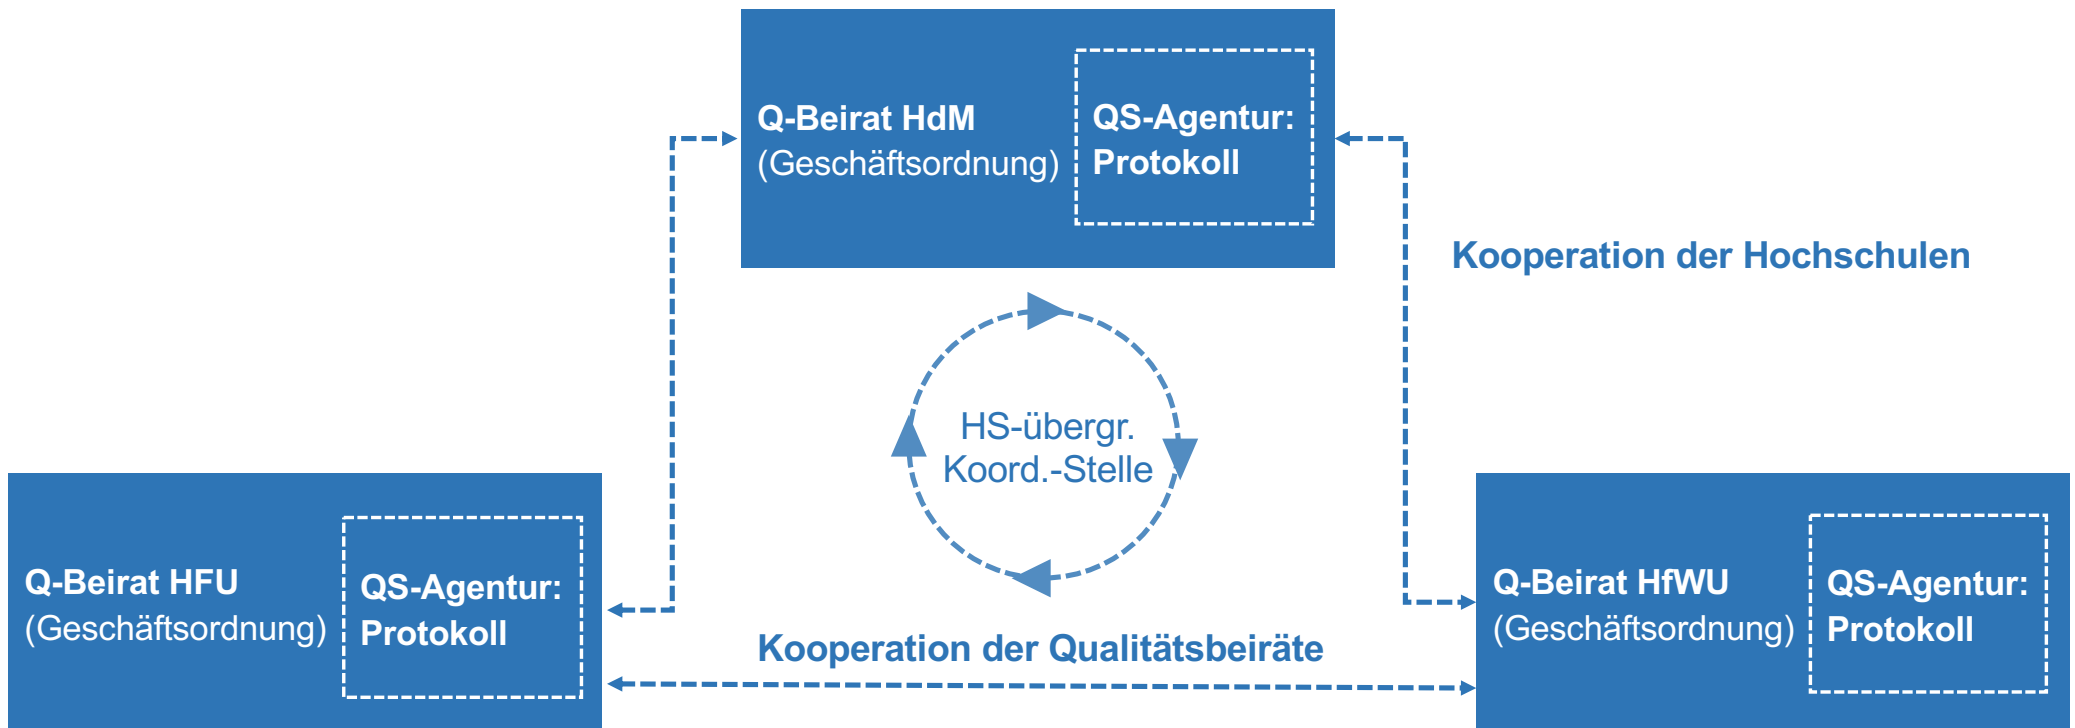 Q-Beirat HdM
(Geschäftsordnung)
QS-Agentur:
Protokoll
Kooperation der Hochschulen
HS-übergr.
Koord.-Stelle
Q-Beirat HFU
(Geschäftsordnung)
QS-Agentur:
Protokoll
Kooperation der Qualitätsbeiräte
Q-Beirat HfWU
(Geschäftsordnung)
QS-Agentur:
Protokoll